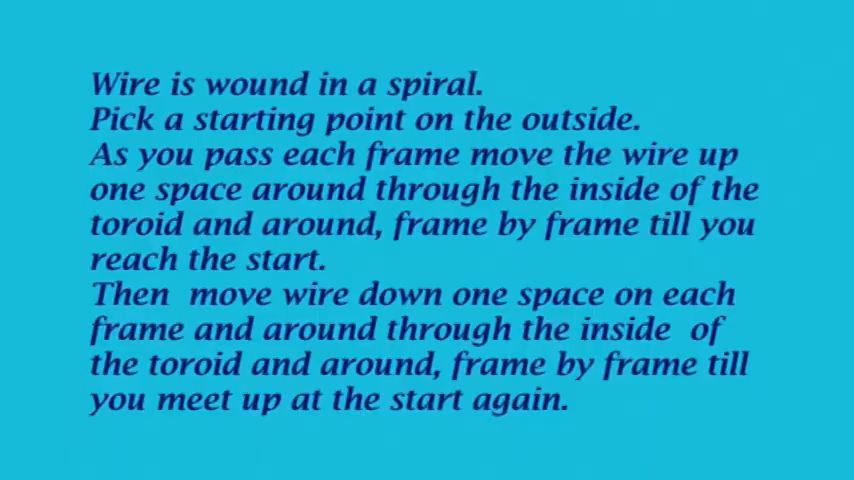 Wire is wound in a spiral.
Pick a starting point on the outside.
As you pass each frame move the wire up
one space around through the inside of the
toroid and around, frame by frame till you
reach the start.
Then  move wire down one space on each
frame and around through the inside  of
the toroid and around, frame by frame till
you meet up at the start again.